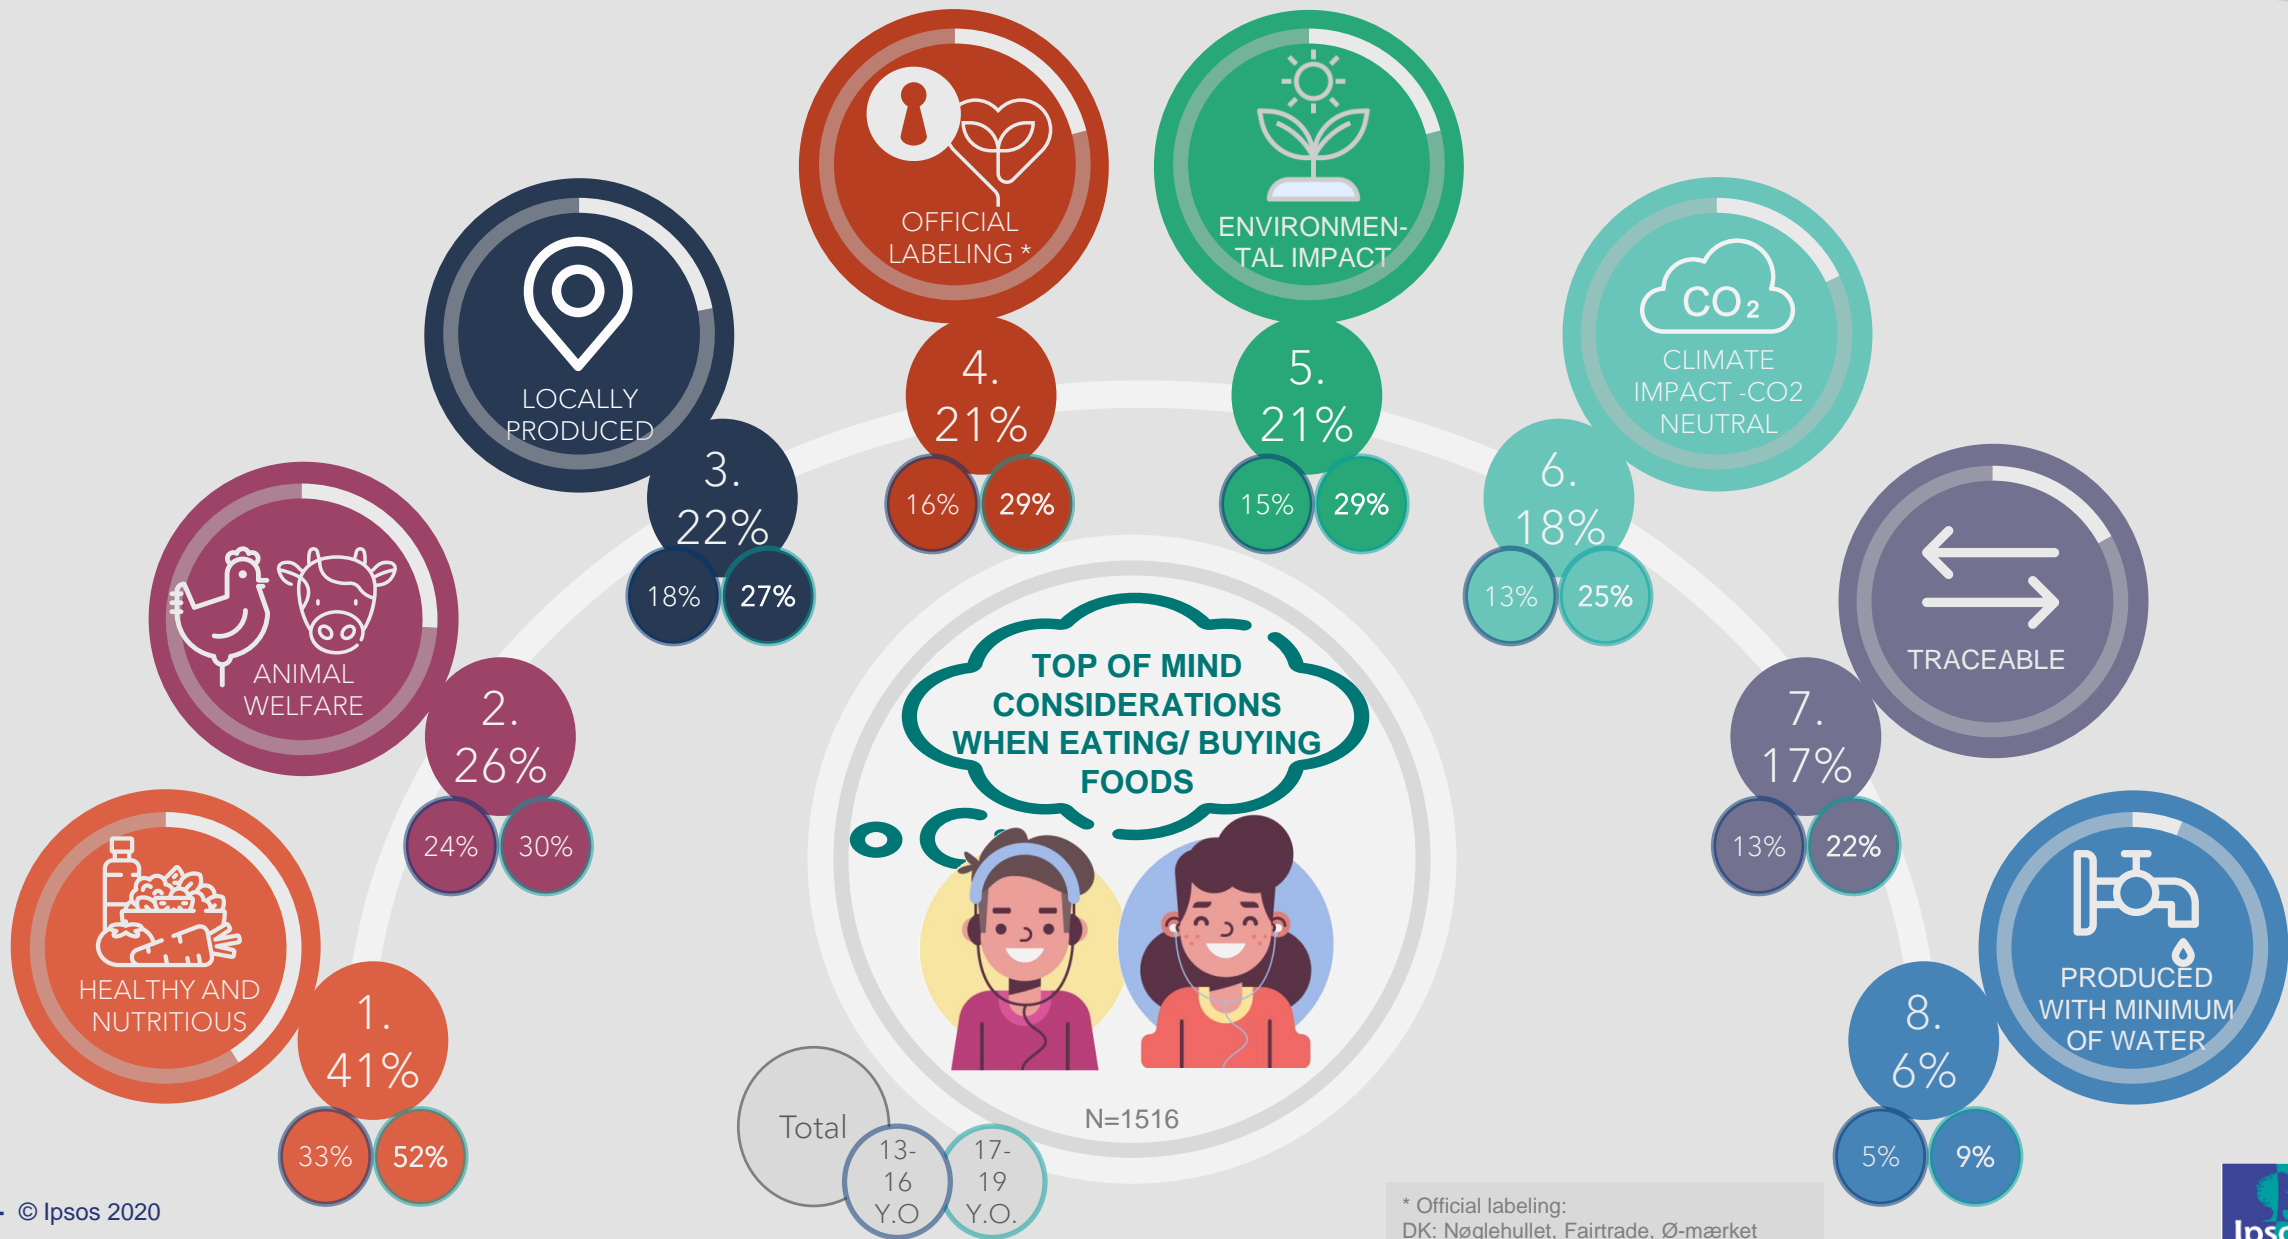 OFFICIAL
LABELING *
4.
21%
16%
29%
ENVIRONMEN-
TAL IMPACT
5.
21%
15%
29%
LOCALLY
PRODUCED
3.
22%
18%
27%
CO2
CLIMATE
IMPACT -CO2
NEUTRAL
6.
18%
13%
25%
ANIMAL
WELFARE
2.
26%
24%
30%
TRACEABLE
7.
17%
13%
22%
HEALTHY AND
NUTRITIOUS
1.
41%
33%
52%
PRODUCED
WITH MINIMUM
OF WATER
8.
6%
5%
9%
TOP OF MIND
CONSIDERATIONS
WHEN EATING/ BUYING
FOODS
N=1516
Total
13-
16
Y.O
17-
19
Y.O.
© Ipsos 2020
* Official labeling:
DK: Nøglehullet, Fairtrade, Ø-mærket